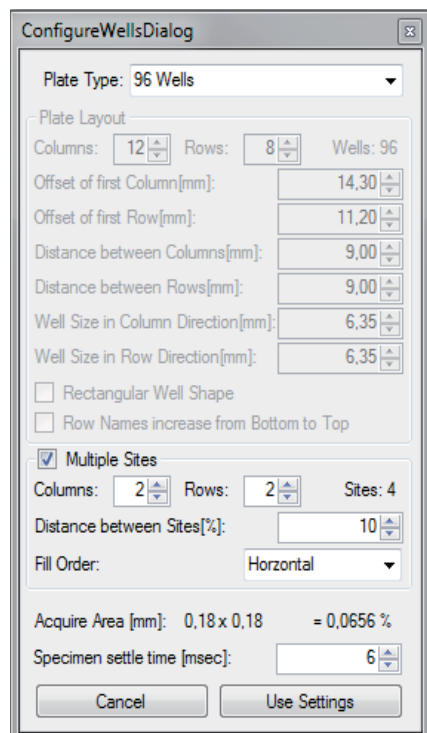 ConfigureWellsDialog
Plate Type: 96 Wells
Plate Layout
Columns: 12 Rows: 8 Wells: 96
Offset of first Column[mm]: 14,30
Offset of first Row[mm]: 11,20
Distance between Columns[mm]: 9,00
Distance between Rows[mm]: 9,00
Well Size in Column Direction[mm]: 6,35
Well Size in Row Direction[mm]: 6,35
Rectangular Well Shape
Row Names increase from Bottom to Top
Multiple Sites
Columns: 2 Rows: 2 Sites: 4
Distance between Sites[%]: 10
Fill Order: Horzontal
Acquire Area [mm]: 0,18 x 0,18 = 0,0656 %
Specimen settle time [msec]: 6
Cancel Use Settings